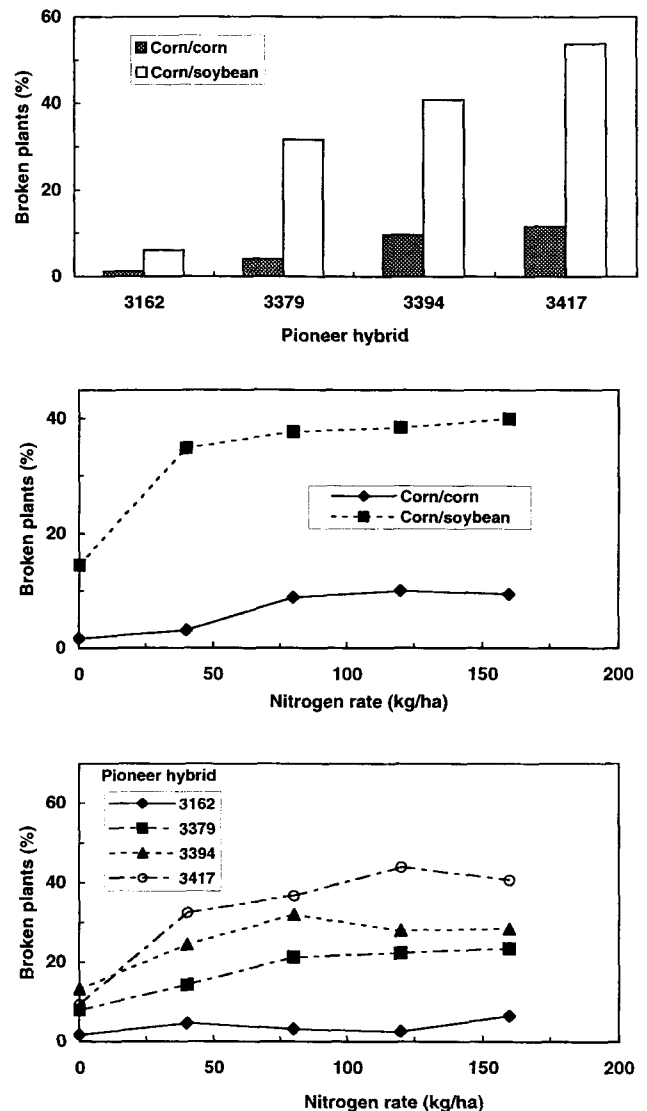 60
40
20
0
Broken plants (%)
Corn/corn
Corn/soybean
3162 3379 3394 3417
Pioneer hybrid
40
20
0
Broken plants (%)
Corn/corn
Corn/soybean
0 50 100 150 200
Nitrogen rate (kg/ha)
60
40
20
0
Broken plants (%)
Pioneer hybrid
3162
3379
3394
3417
0 50 100 150 200
Nitrogen rate (kg/ha)